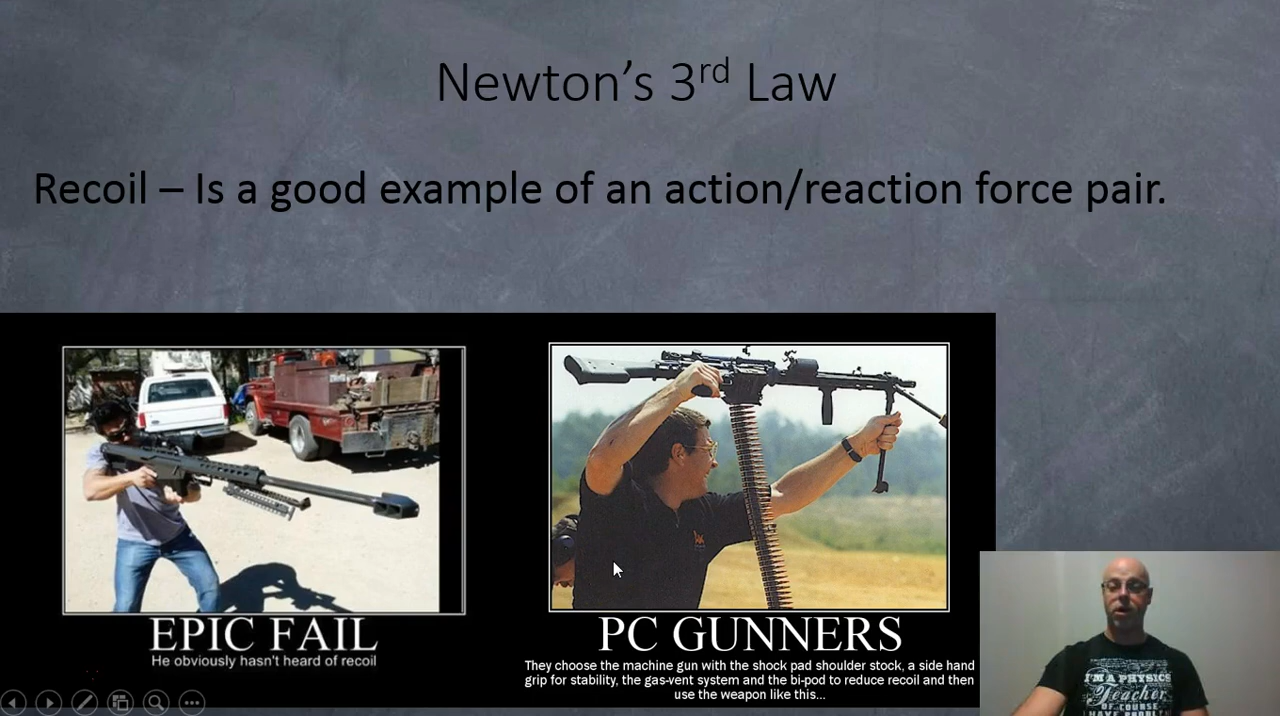 Newton’s 3rd Law
Recoil – Is a good example of an action/reaction force pair.
EPIC FAIL
He obviously hasn't heard of recoil
PC GUNNERS
They choose the machine gun with the shock pad shoulder stock, a side hand
grip for stability, the gas-vent system and the bi-pod to reduce recoil and then
use the weapon like this...
I'M A PHYSICS
Teacher
OF COURSE
I HAVE PROBLEMS